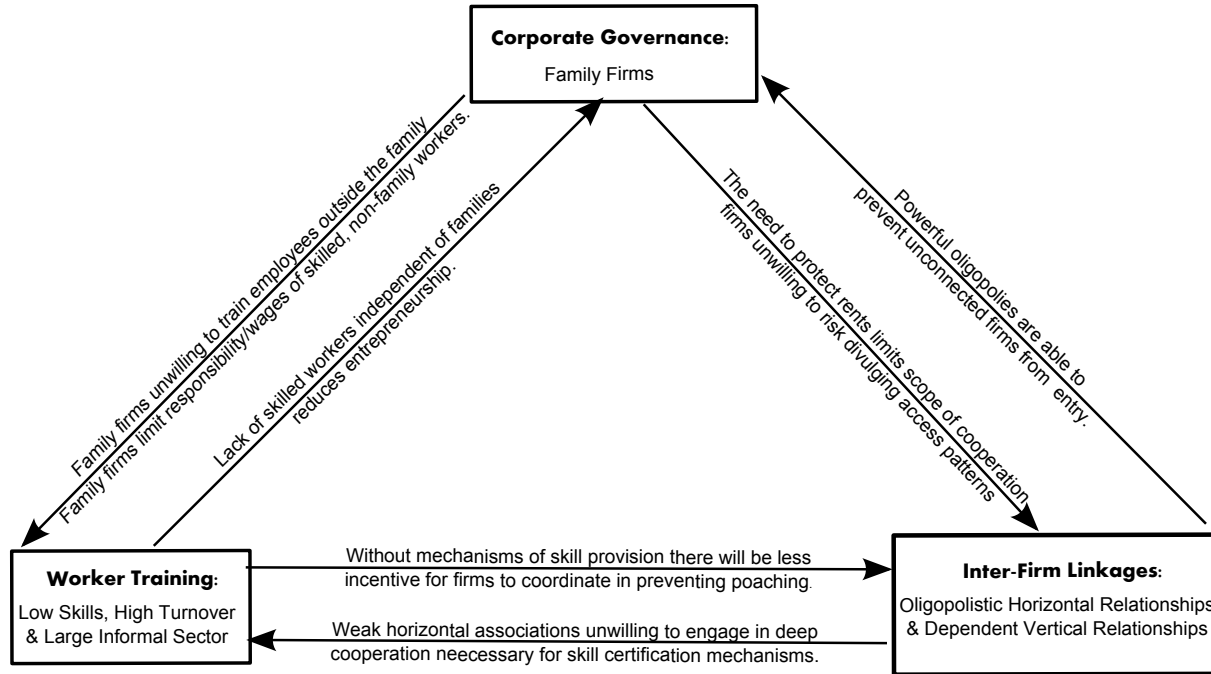 Corporate Governance:
Family Firms
Family firms unwilling to train employees outside the family
Family firms limit responsibility/wages of skilled, non-family workers.
Lack of skilled workers independent of families
reduces entrepreneurship.
The need to protect rents limits scope of cooperation,
firms unwilling to risk divulging access patterns
Powerful oligopolies are able to
prevent unconnected firms from entry.
Worker Training:
Low Skills, High Turnover
& Large Informal Sector
Without mechanisms of skill provision there will be less
incentive for firms to coordinate in preventing poaching.
Weak horizontal associations unwilling to engage in deep
cooperation neecessary for skill certification mechanisms.
Inter-Firm Linkages:
Oligopolistic Horizontal Relationships
& Dependent Vertical Relationships